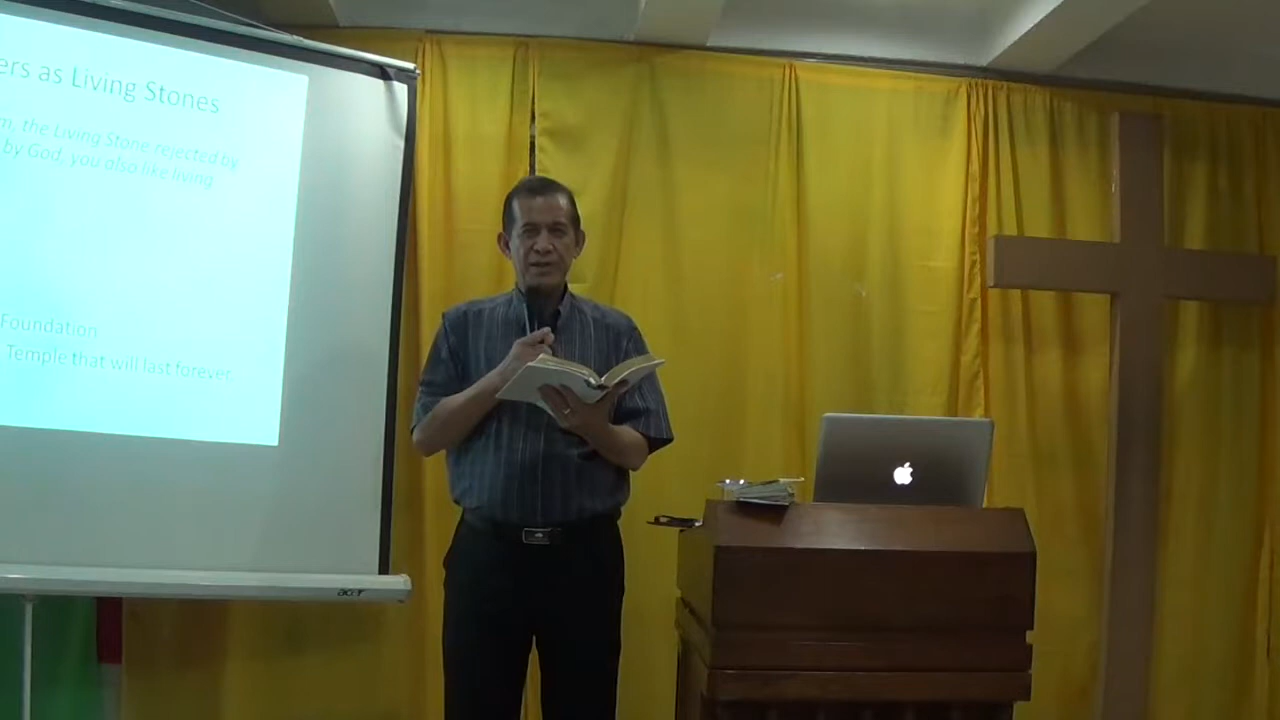 ers as Living Stones
m, the Living Stone rejected by
by God, you also like living
Foundation
Temple that will last forever.
acer